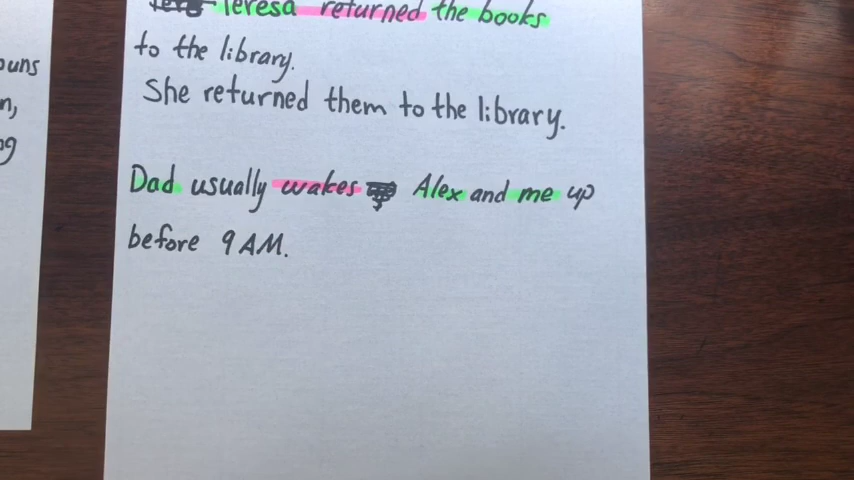 Teresa returned the books
to the library.
She returned them to the library.
Dad usually wakes Alex and me up
before 9 AM.